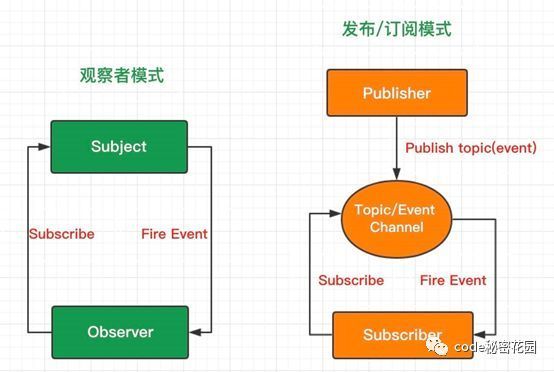 观察者模式
Subject
Subscribe
Fire Event
Observer
发布/订阅模式
Publisher
Publish topic(event)
Topic/Event
Channel
Subscribe
Fire Event
Subscriber
code秘密花园